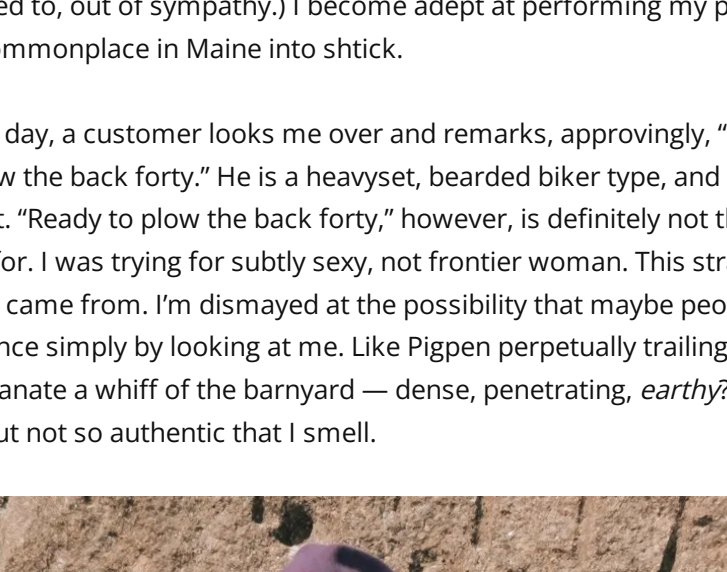 ed to, out of sympathy.) I become adept at performing my p
ommonplace in Maine into shtick.
day, a customer looks me over and remarks, approvingly, “
w the back forty.” He is a heavyset, bearded biker type, and
t. “Ready to plow the back forty,” however, is definitely not t
for. I was trying for subtly sexy, not frontier woman. This str
came from. I’m dismayed at the possibility that maybe peo
nce simply by looking at me. Like Pigpen perpetually trailing
anate a whiff of the barnyard — dense, penetrating, earthy?
ut not so authentic that I smell.